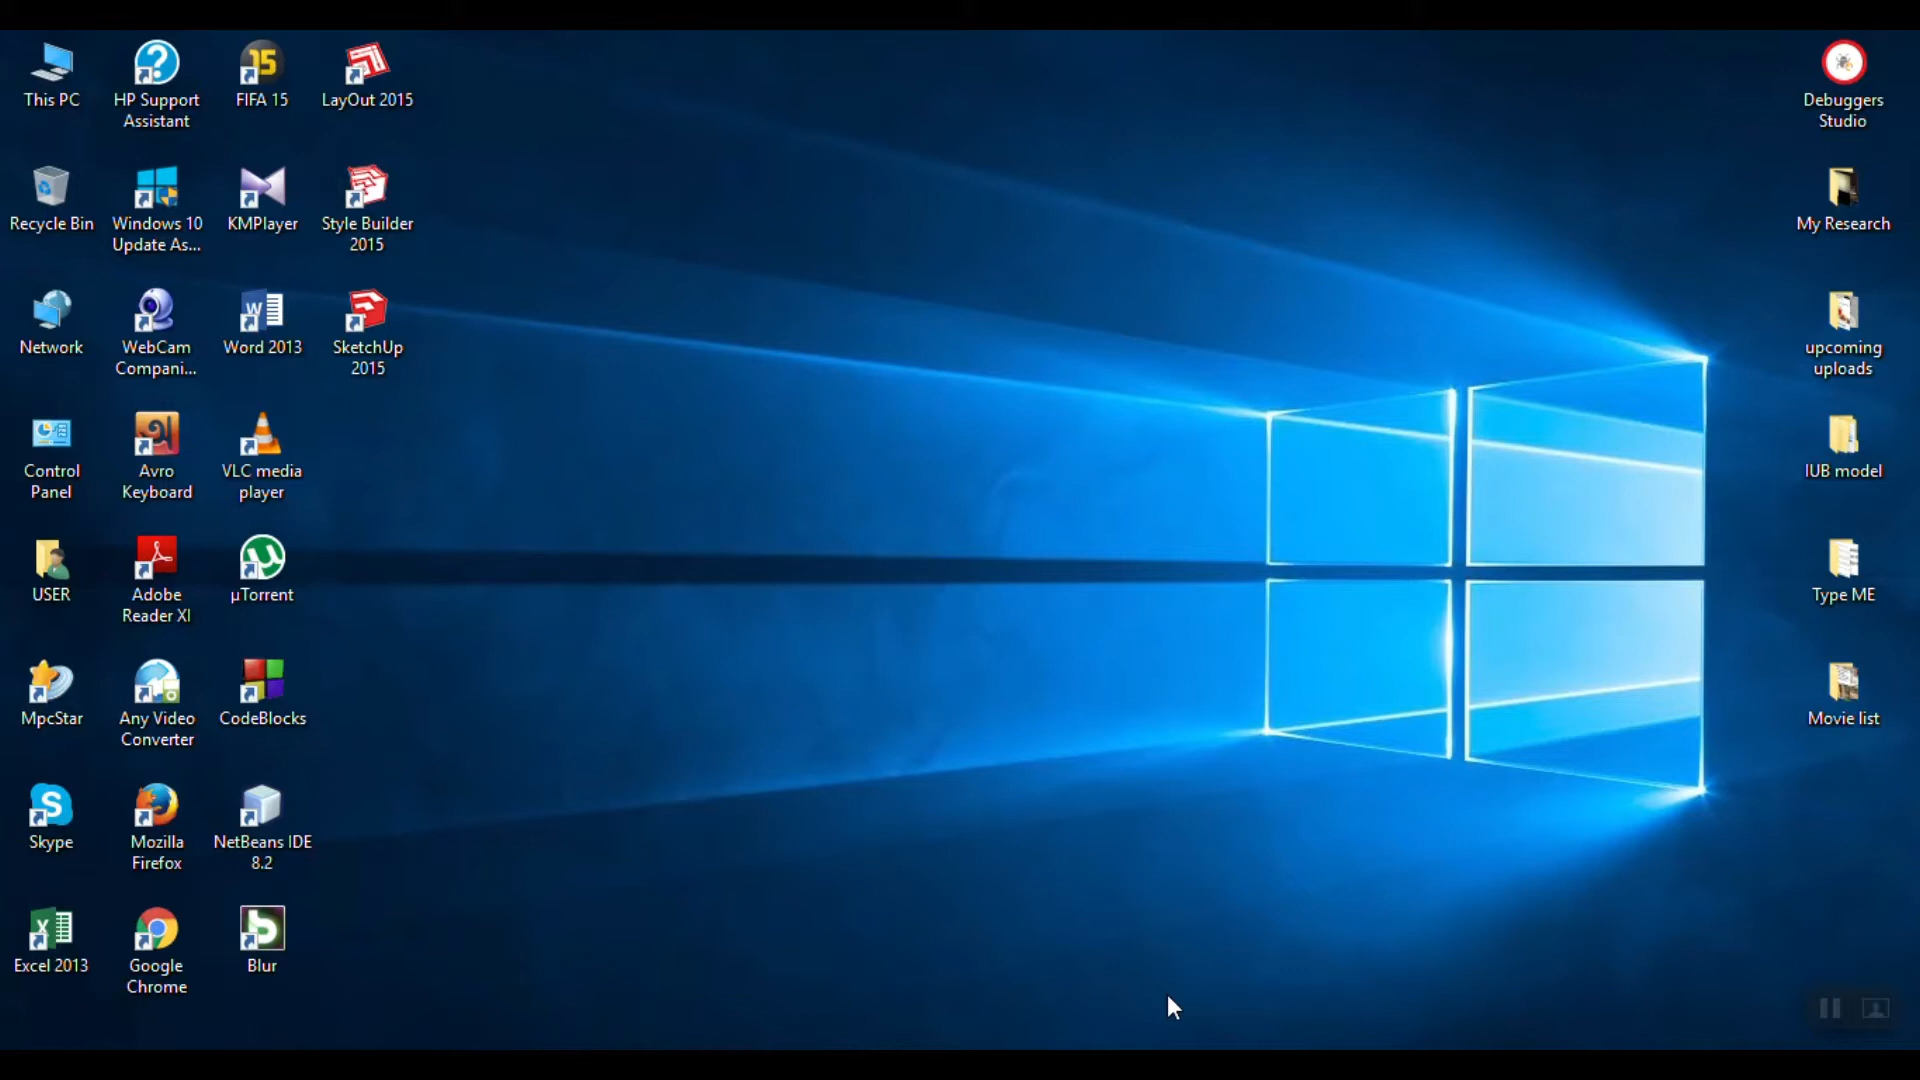 This PC
HP Support
Assistant
FIFA 15
LayOut 2015
Debuggers
Studio
Recycle Bin
Windows 10
Update As...
KMPlayer
Style Builder
2015
My Research
Network
WebCam
Compani...
Word 2013
SketchUp
2015
upcoming
uploads
Control
Panel
Avro
Keyboard
VLC media
player
IUB model
USER
Adobe
Reader XI
µTorrent
Type ME
MpcStar
Any Video
Converter
CodeBlocks
Movie list
Skype
Mozilla
Firefox
NetBeans IDE
8.2
Excel 2013
Google
Chrome
Blur